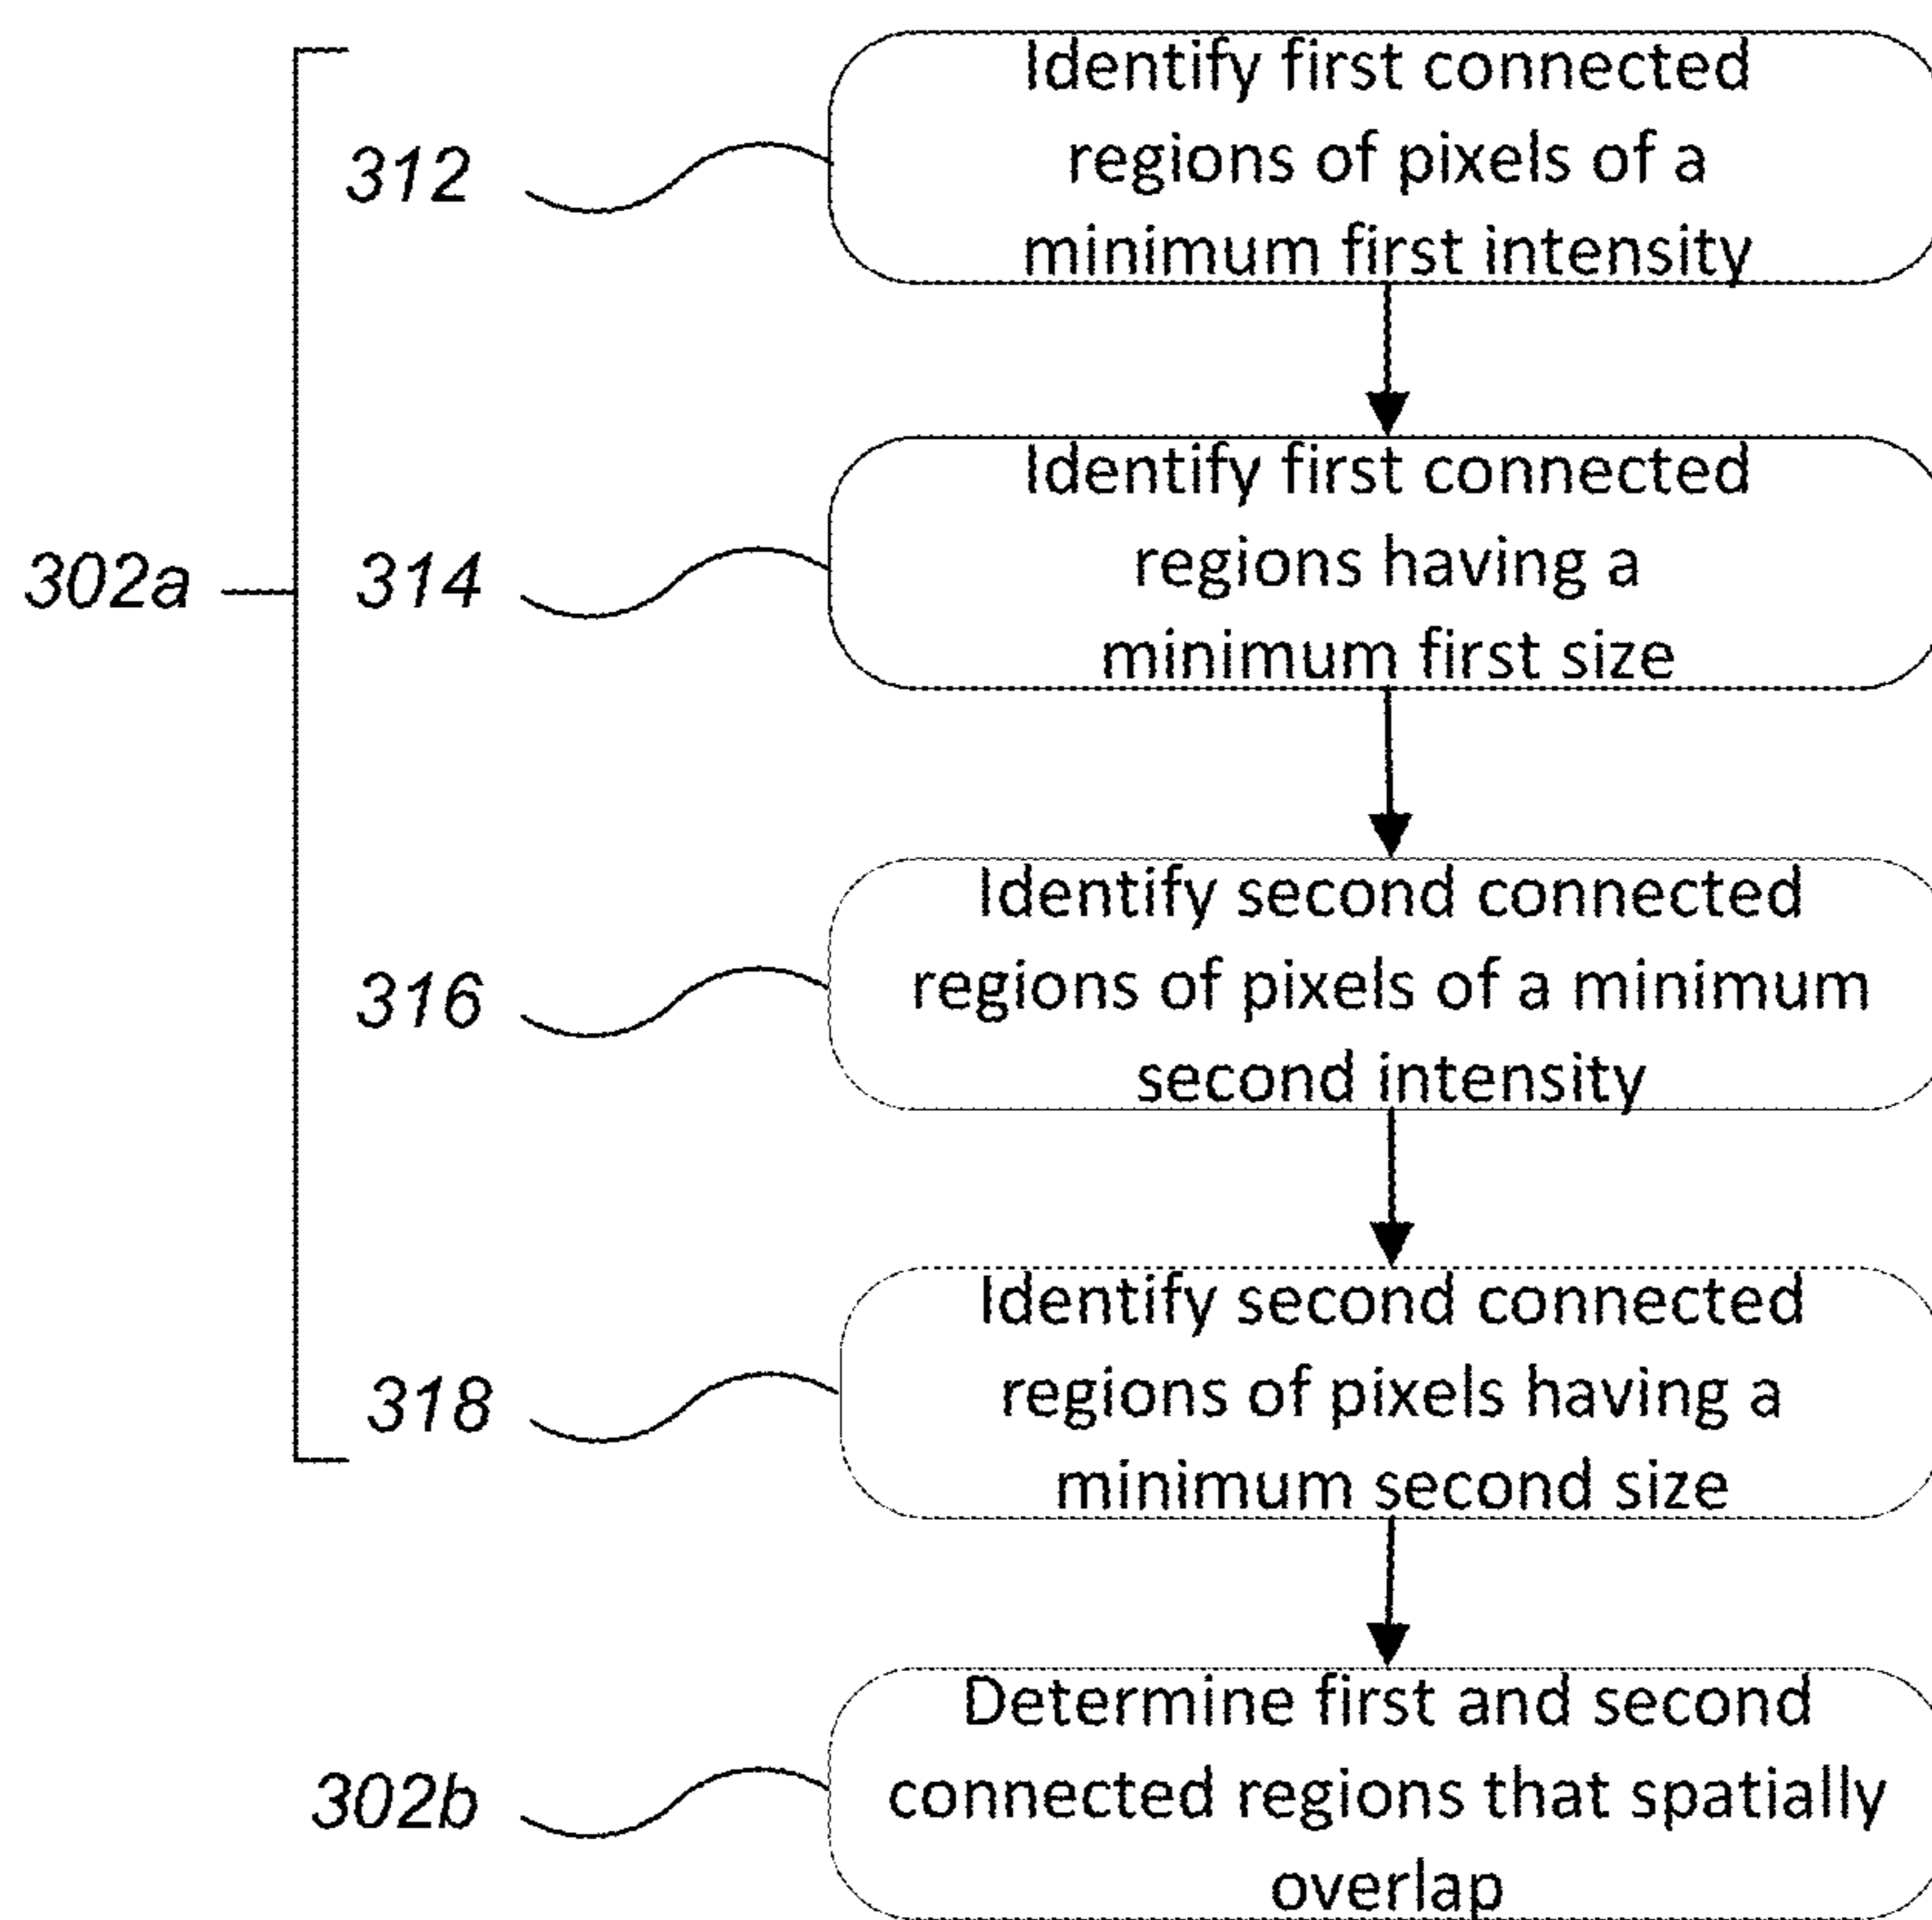 Identify first connected
312
regions of pixels of a
minimum first intensity
Identify first connected
302a
314
regions having a
minimum first size
Identify second connected
316
regions of pixels of a minimum
second intensity
Identify second connected
318
regions of pixels having a
minimum second size
Determine first and second
302b
connected regions that spatially
overlap